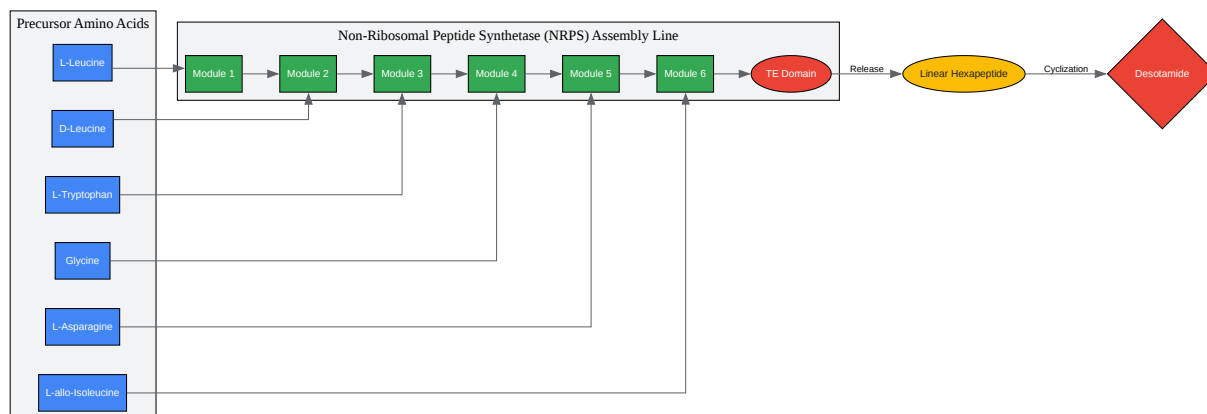 Precursor Amino Acids
L-Leucine
D-Leucine
L-Tryptophan
Glycine
L-Asparagine
L-allo-Isoleucine
Non-Ribosomal Peptide Synthetase (NRPS) Assembly Line
Module 1
Module 2
Module 3
Module 4
Module 5
Module 6
TE Domain
Release
Linear Hexapeptide
Cyclization
Desotamide